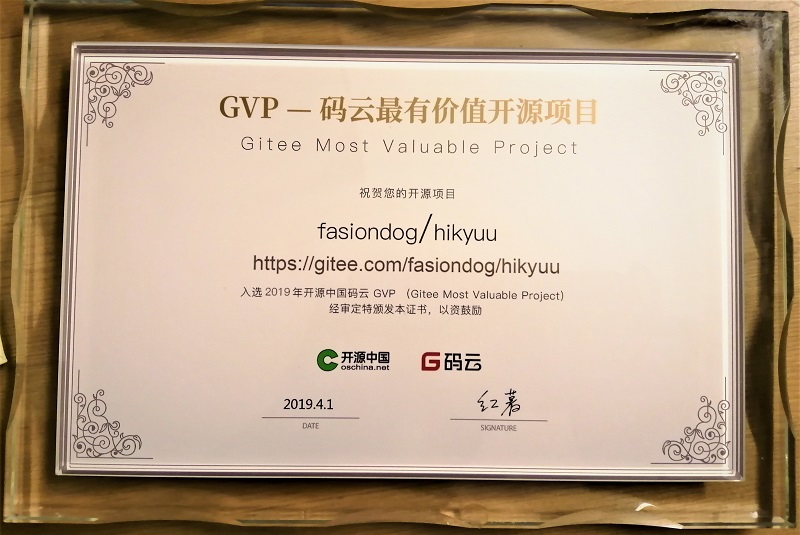 GVP — 码云最有价值开源项目
Gitee Most Valuable Project
祝贺您的开源项目
fasiondog/hikyuu
https://gitee.com/fasiondog/hikyuu
入选 2019 年开源中国码云 GVP （Gitee Most Valuable Project）
经审定特颁发本证书，以资鼓励
开源中国 码云
oschina.net
2019.4.1 红薯
DATE SIGNATURE